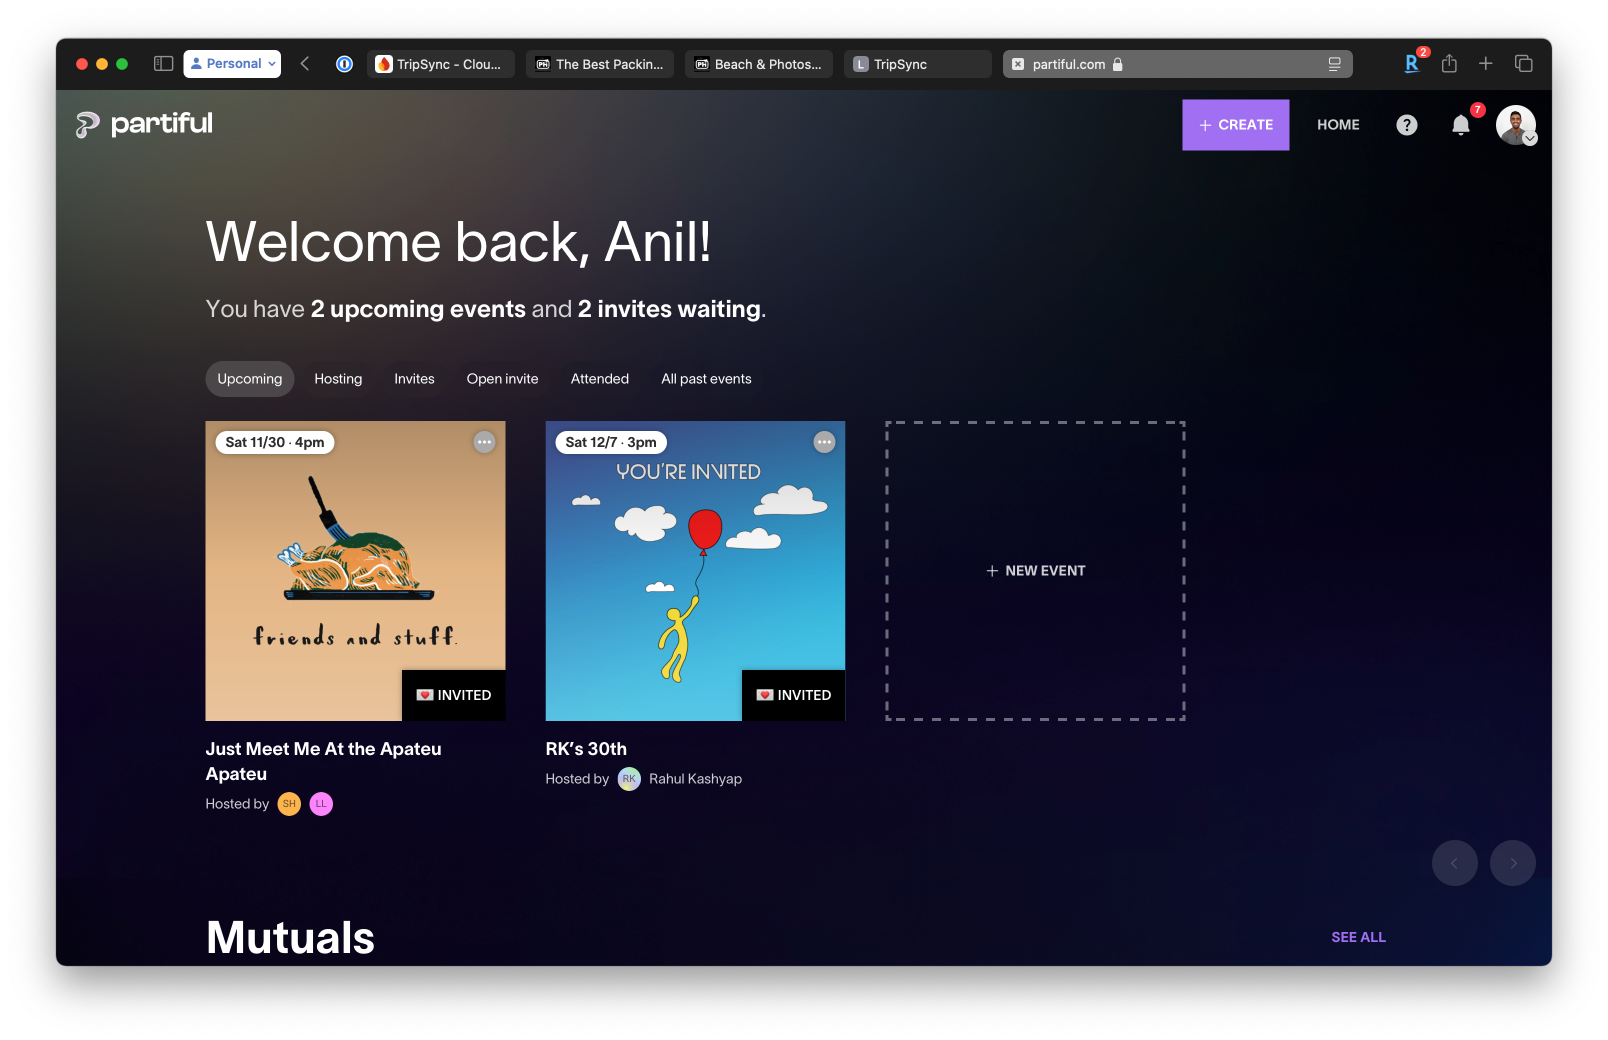 Personal
TripSync - Clou...
The Best Packin...
Beach & Photos...
L TripSync
partiful.com
R 2
partiful
+ CREATE
HOME
?
7
Welcome back, Anil!
You have 2 upcoming events and 2 invites waiting.
Upcoming
Hosting
Invites
Open invite
Attended
All past events
Sat 11/30 · 4pm
friends and stuff.
INVITED
Just Meet Me At the Apateu
Apateu
Hosted by SH LL
Sat 12/7 · 3pm
YOU'RE INVITED
INVITED
RK's 30th
Hosted by RK Rahul Kashyap
+ NEW EVENT
Mutuals
SEE ALL